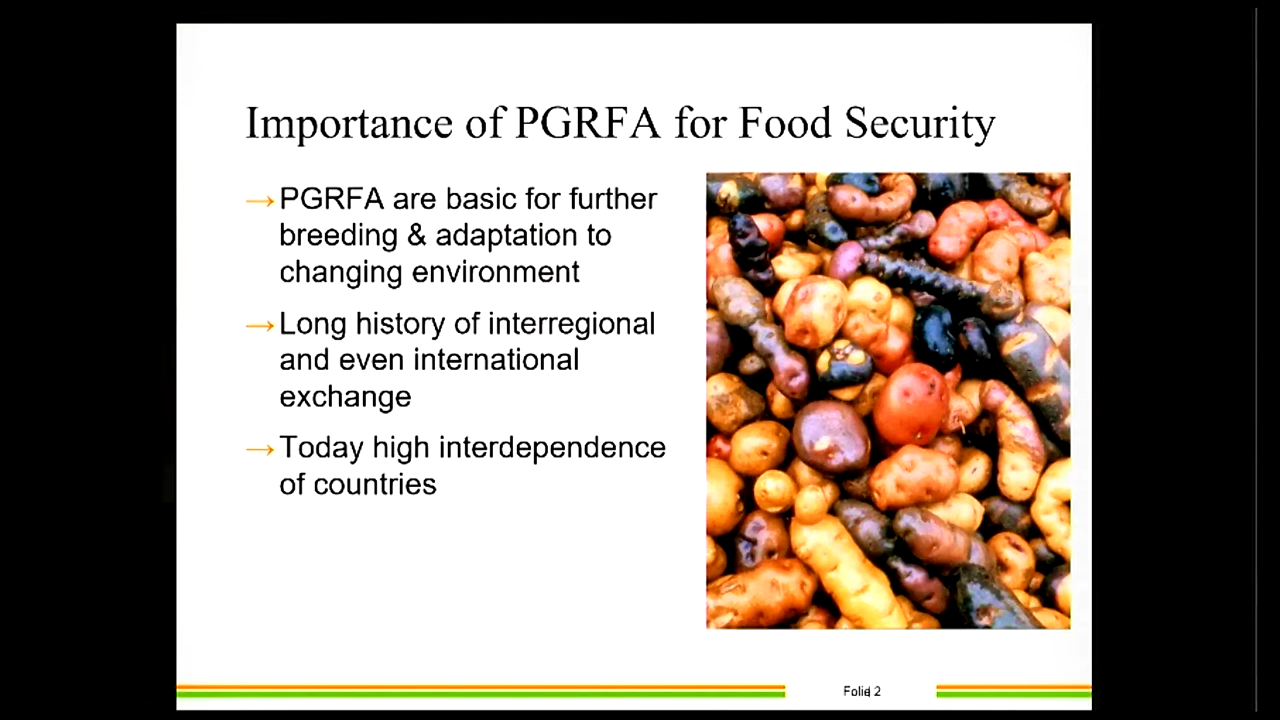 Importance of PGRFA for Food Security
→PGRFA are basic for further
breeding & adaptation to
changing environment
→Long history of interregional
and even international
exchange
→Today high interdependence
of countries
Folie 2